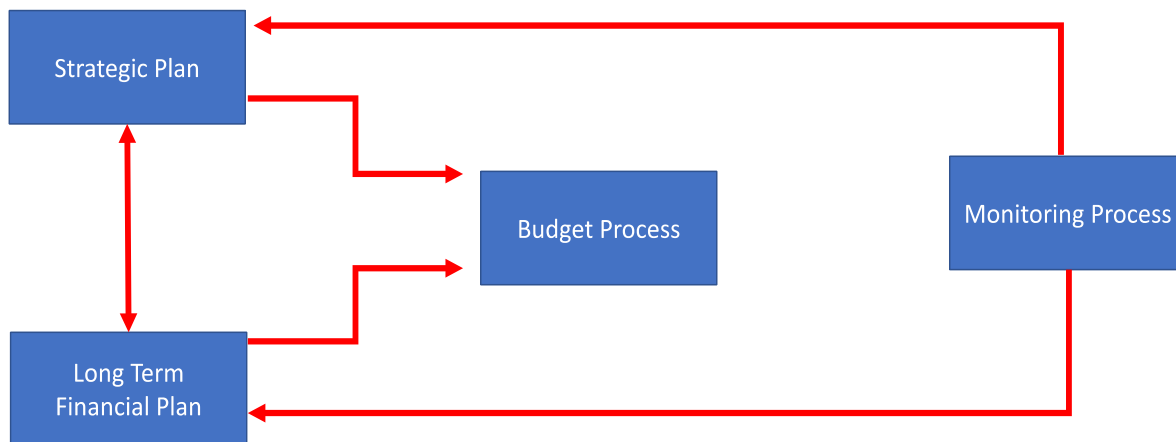 Strategic Plan
Budget Process
Monitoring Process
Long Term
Financial Plan